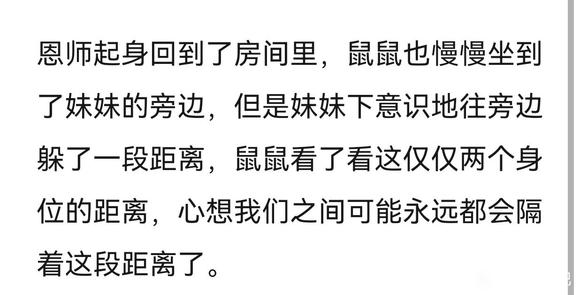 恩师起身回到了房间里，鼠鼠也慢慢坐到
了妹妹的旁边，但是妹妹下意识地往旁边
躲了一段距离，鼠鼠看了看这仅仅两个身
位的距离，心想我们之间可能永远都会隔
着这段距离了。